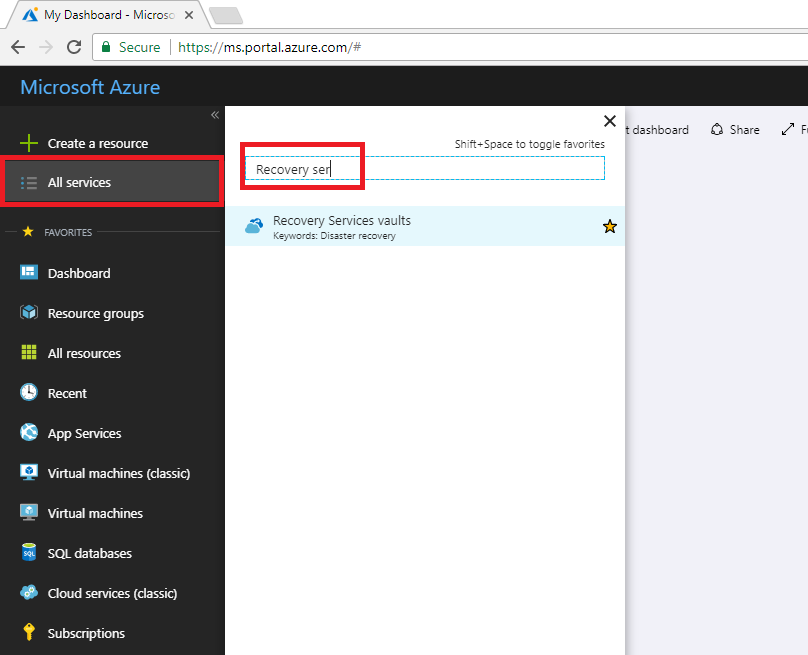 My Dashboard - Microso
Secure
https://ms.portal.azure.com/#
Microsoft Azure
Create a resource
All services
FAVORITES
Dashboard
Resource groups
All resources
Recent
App Services
Virtual machines (classic)
Virtual machines
SQL databases
Cloud services (classic)
Subscriptions
Shift+Space to toggle favorites
Recovery ser
Recovery Services vaults
Keywords: Disaster recovery
t dashboard
Share